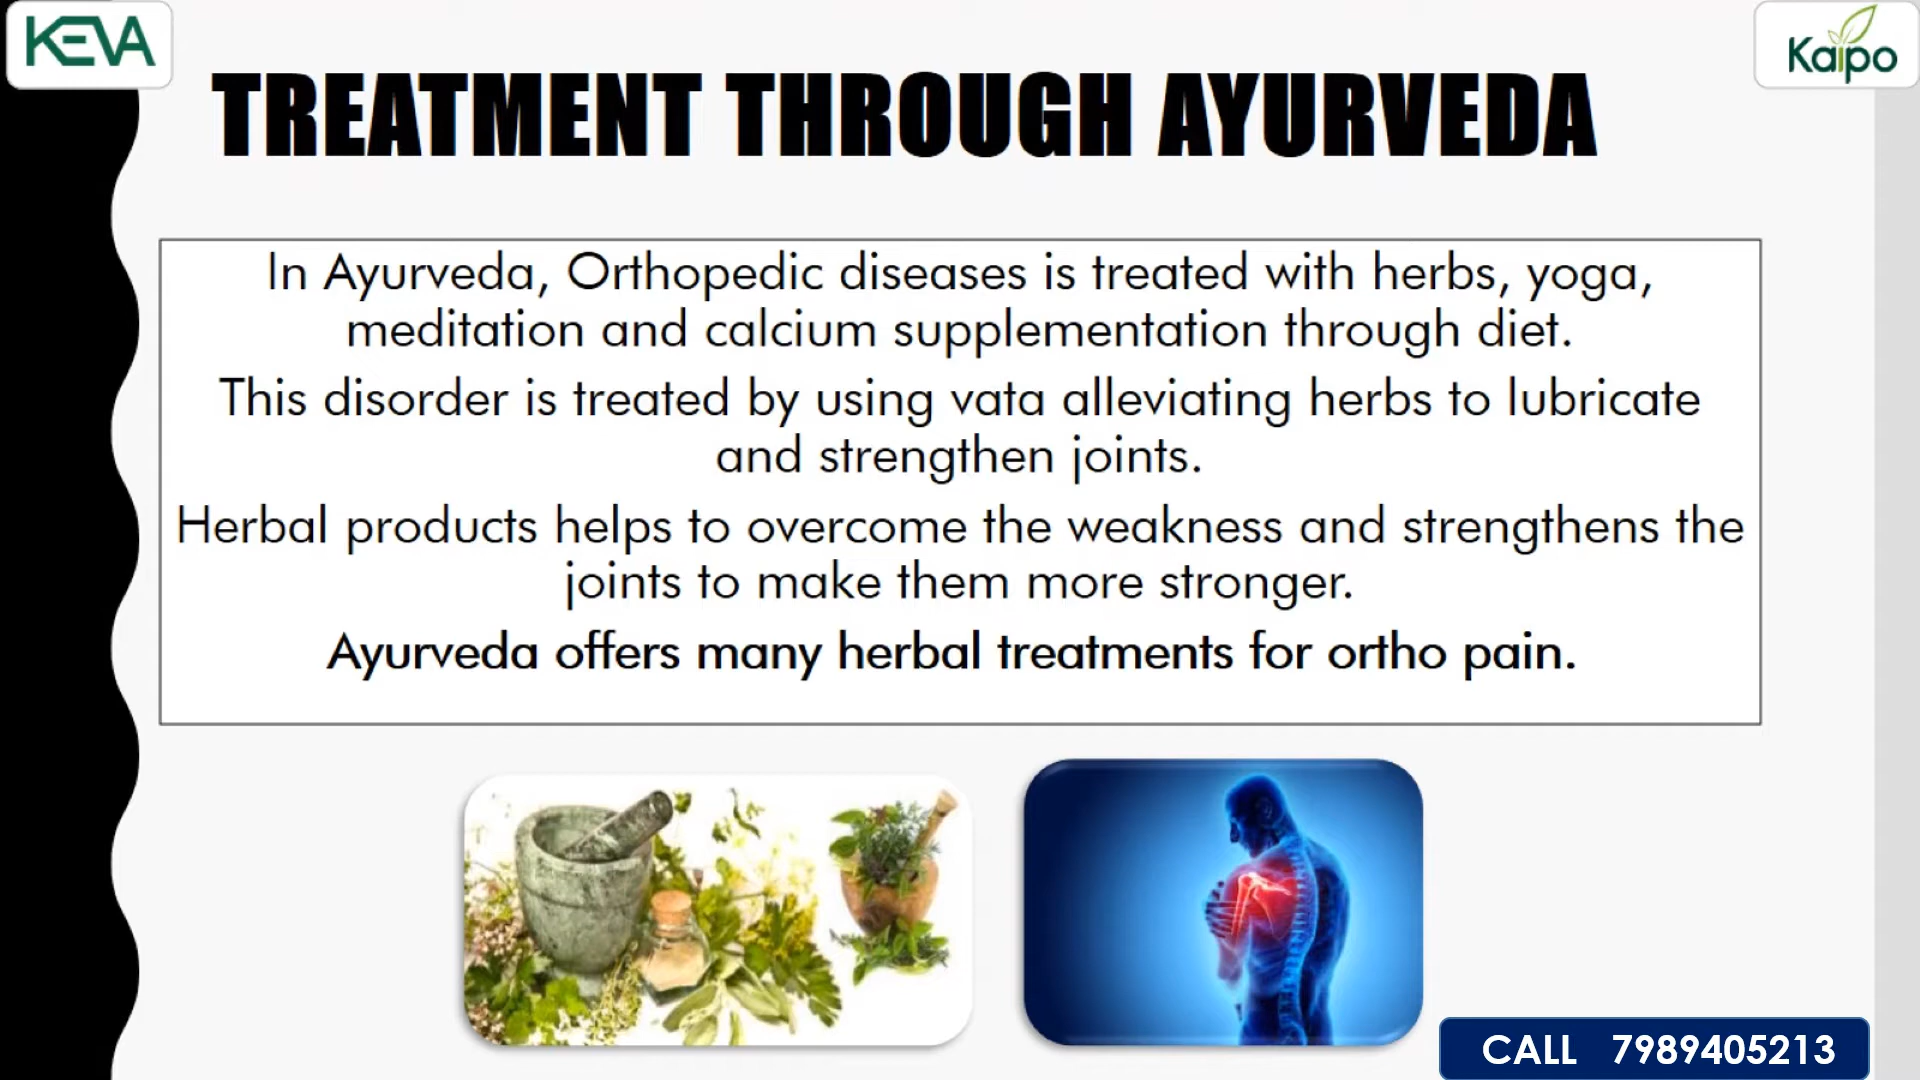 KEVA
Kaipo
TREATMENT THROUGH AYURVEDA
In Ayurveda, Orthopedic diseases is treated with herbs, yoga,
meditation and calcium supplementation through diet.
This disorder is treated by using vata alleviating herbs to lubricate
and strengthen joints.
Herbal products helps to overcome the weakness and strengthens the
joints to make them more stronger.
Ayurveda offers many herbal treatments for ortho pain.
CALL 7989405213